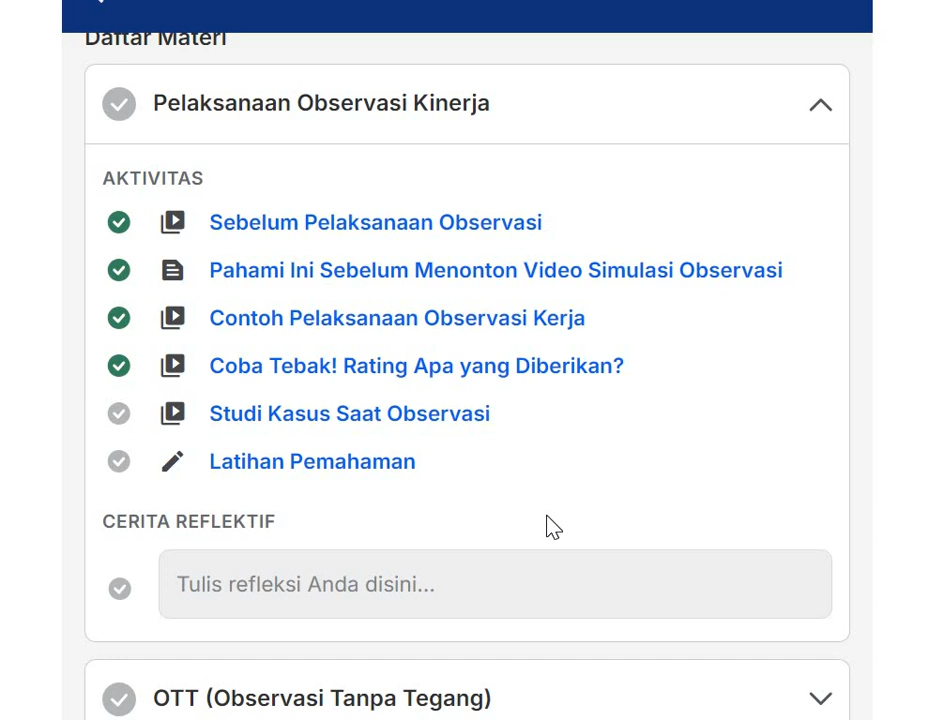 Daftar Materi
Pelaksanaan Observasi Kinerja
AKTIVITAS
Sebelum Pelaksanaan Observasi
Pahami Ini Sebelum Menonton Video Simulasi Observasi
Contoh Pelaksanaan Observasi Kerja
Coba Tebak! Rating Apa yang Diberikan?
Studi Kasus Saat Observasi
Latihan Pemahaman
CERITA REFLEKTIF
Tulis refleksi Anda disini...
OTT (Observasi Tanpa Tegang)